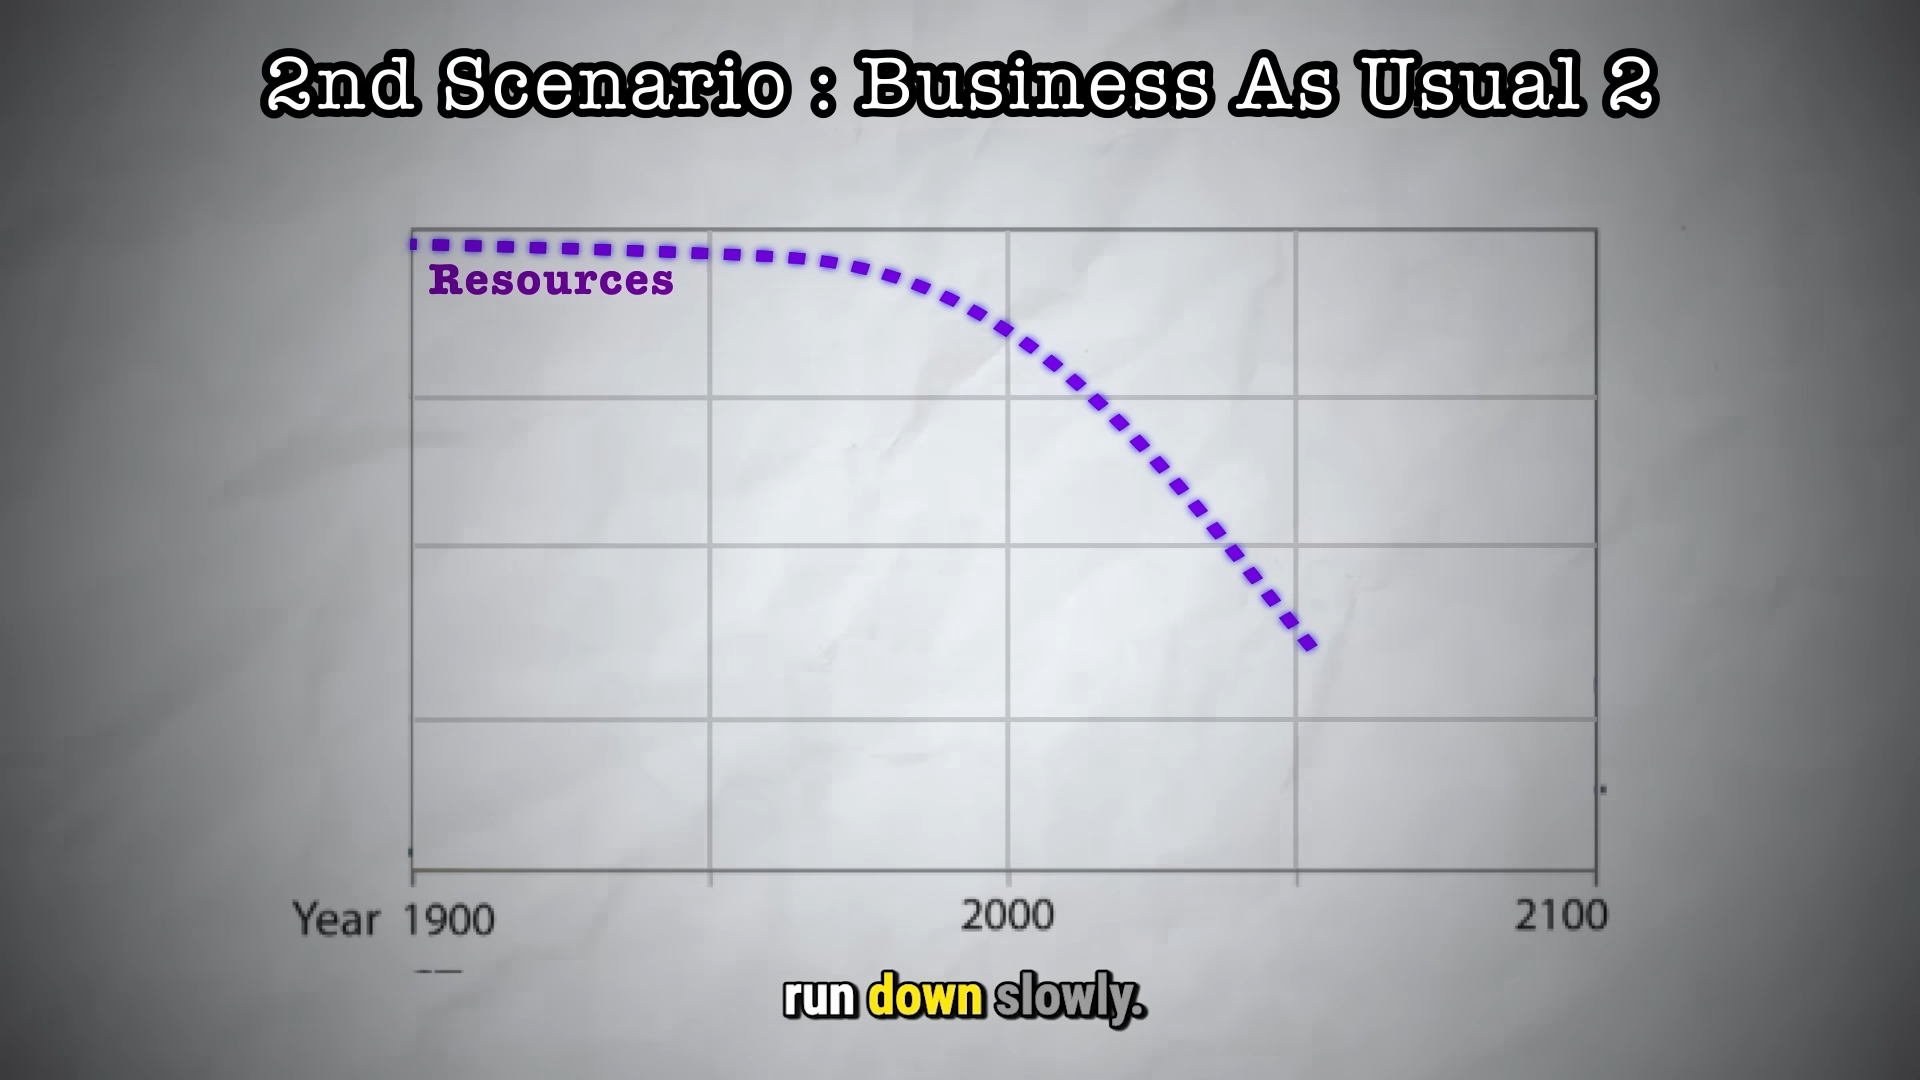 2nd Scenario : Business As Usual 2
Resources
Year 1900 2000 2100
run down slowly.